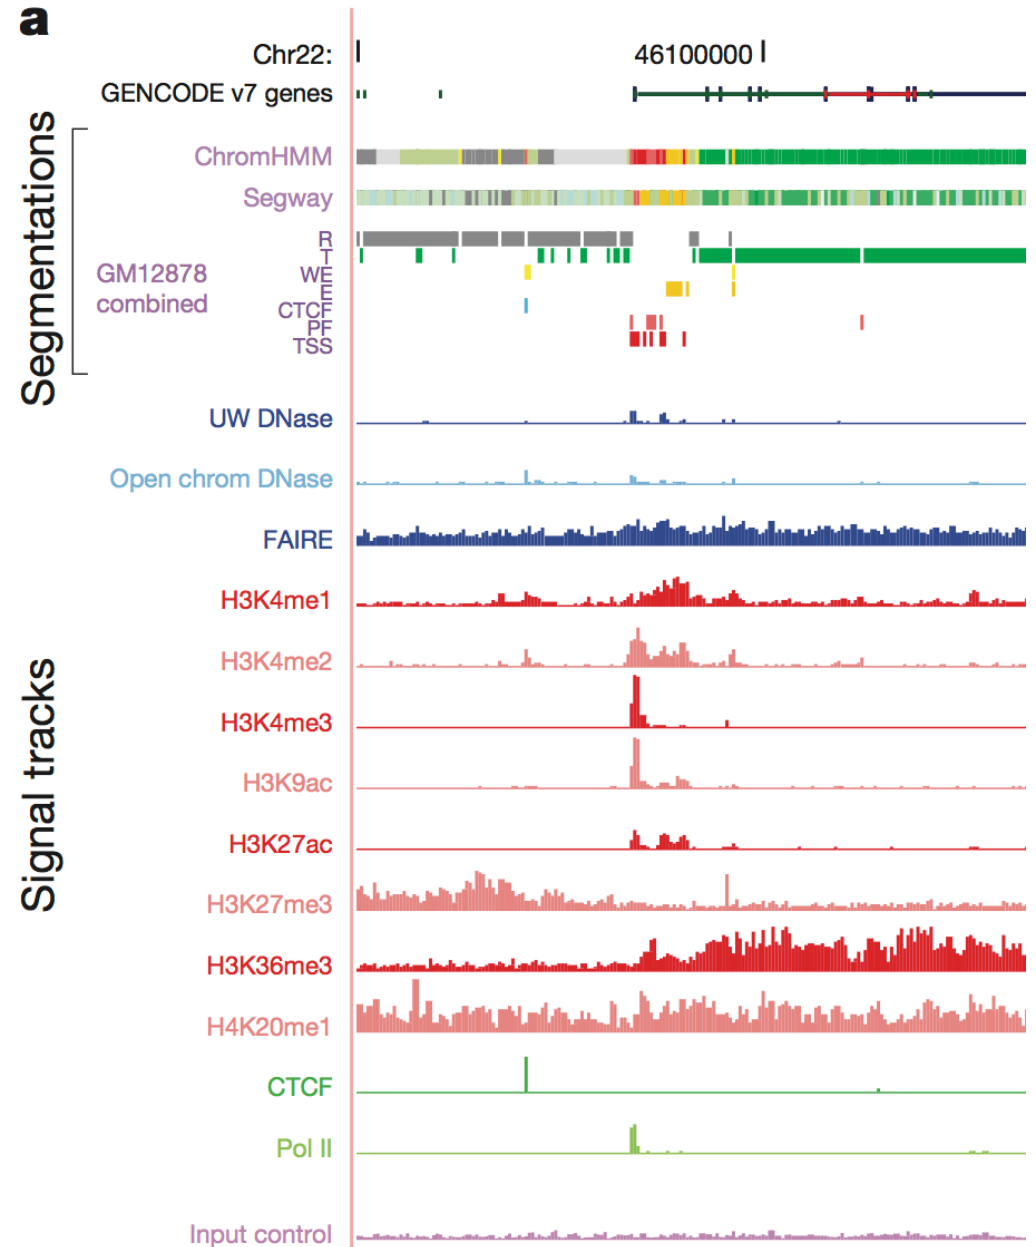 a
Chr22:
46100000
GENCODE v7 genes
Segmentations
ChromHMM
Segway
GM12878
combined
R
T
WE
E
CTCF
PF
TSS
Signal tracks
UW DNase
Open chrom DNase
FAIRE
H3K4me1
H3K4me2
H3K4me3
H3K9ac
H3K27ac
H3K27me3
H3K36me3
H4K20me1
CTCF
Pol II
Input control